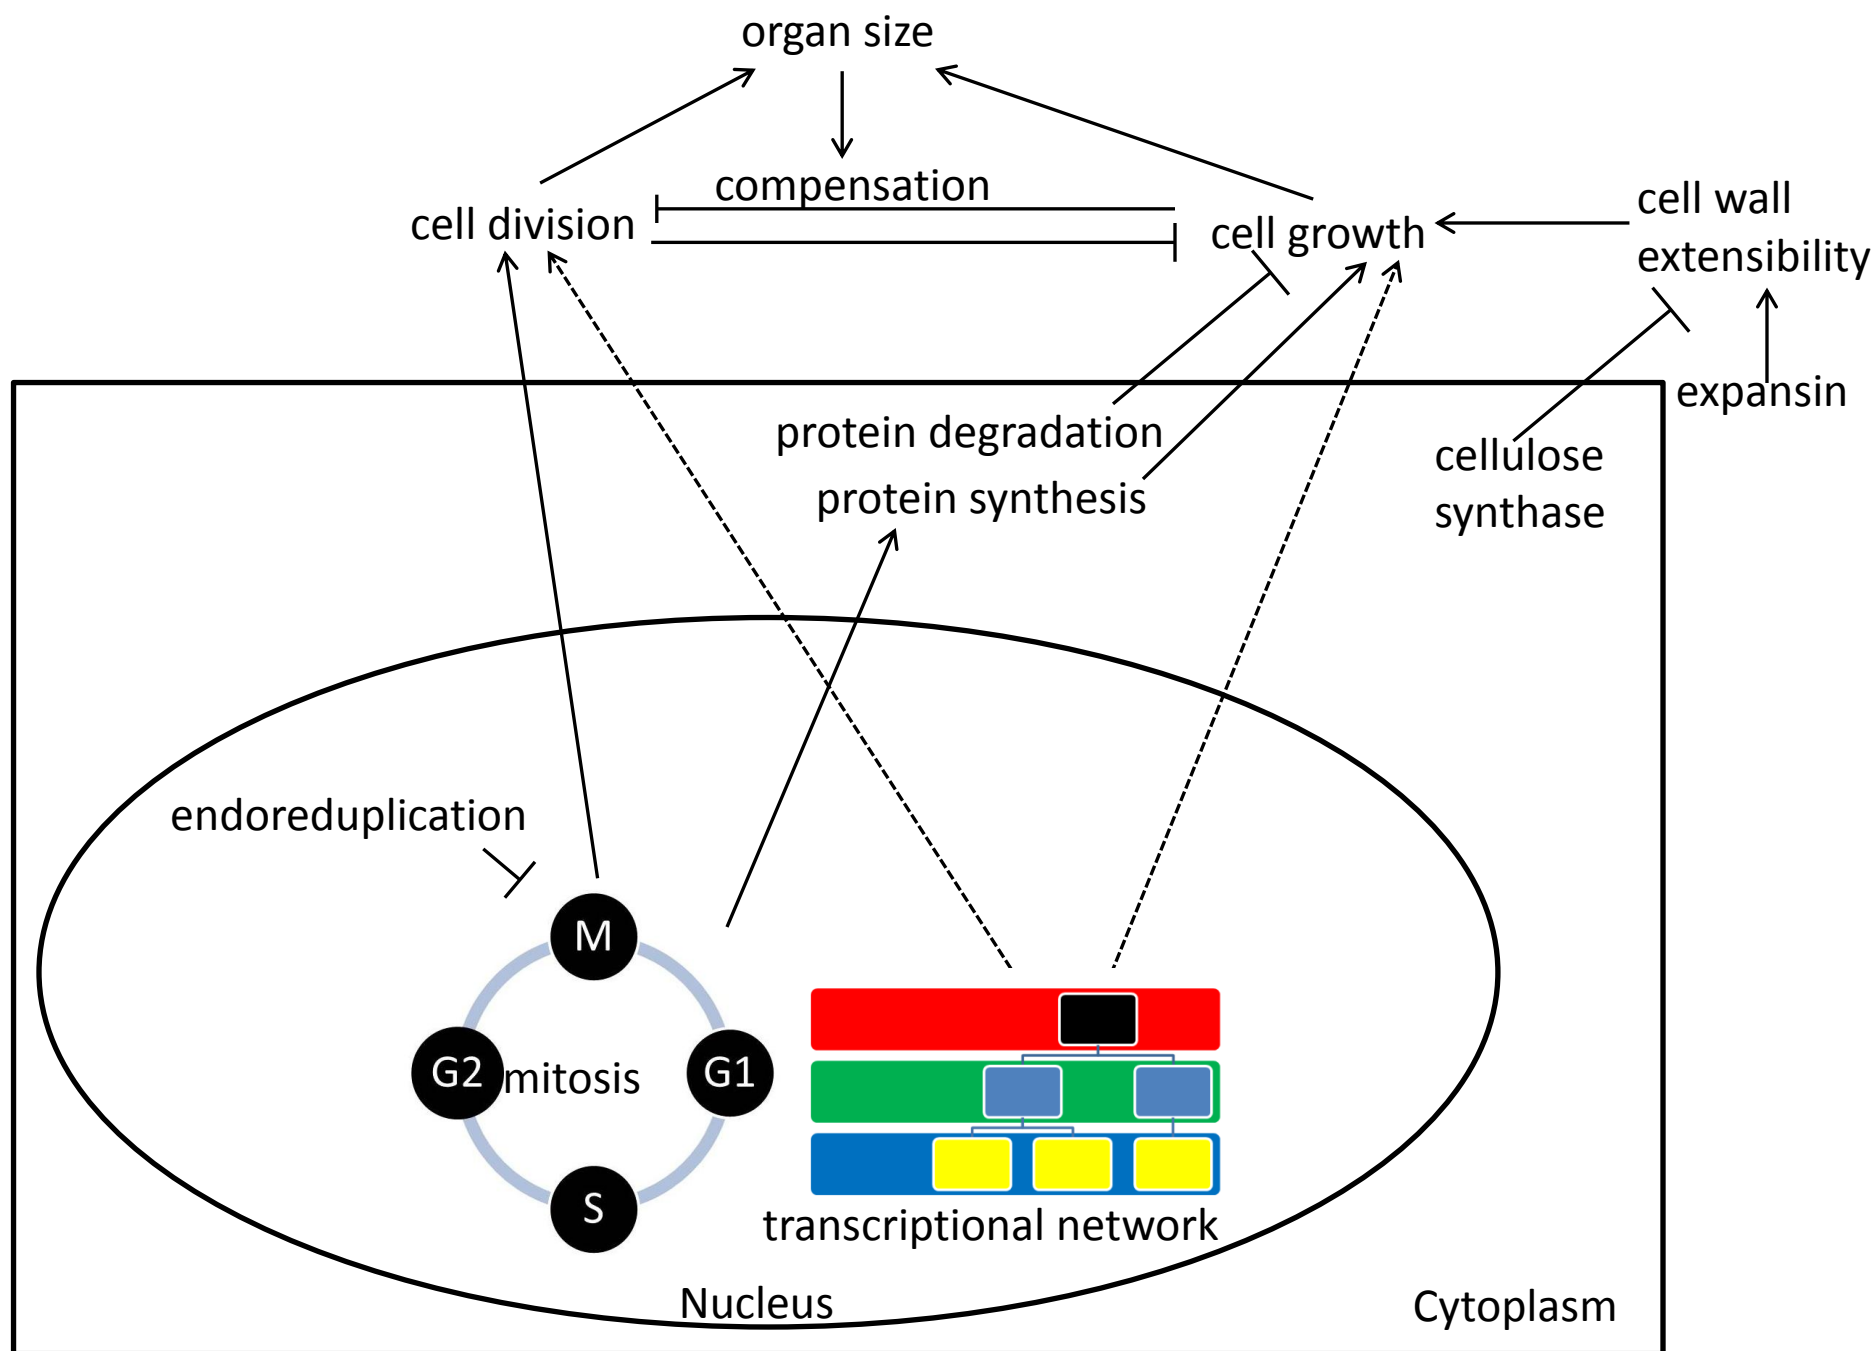 organ size
compensation
cell division
cell growth
cell wall
extensibility
expansin
protein degradation
protein synthesis
cellulose
synthase
endoreduplication
M
G2
mitosis
G1
S
transcriptional network
Nucleus
Cytoplasm